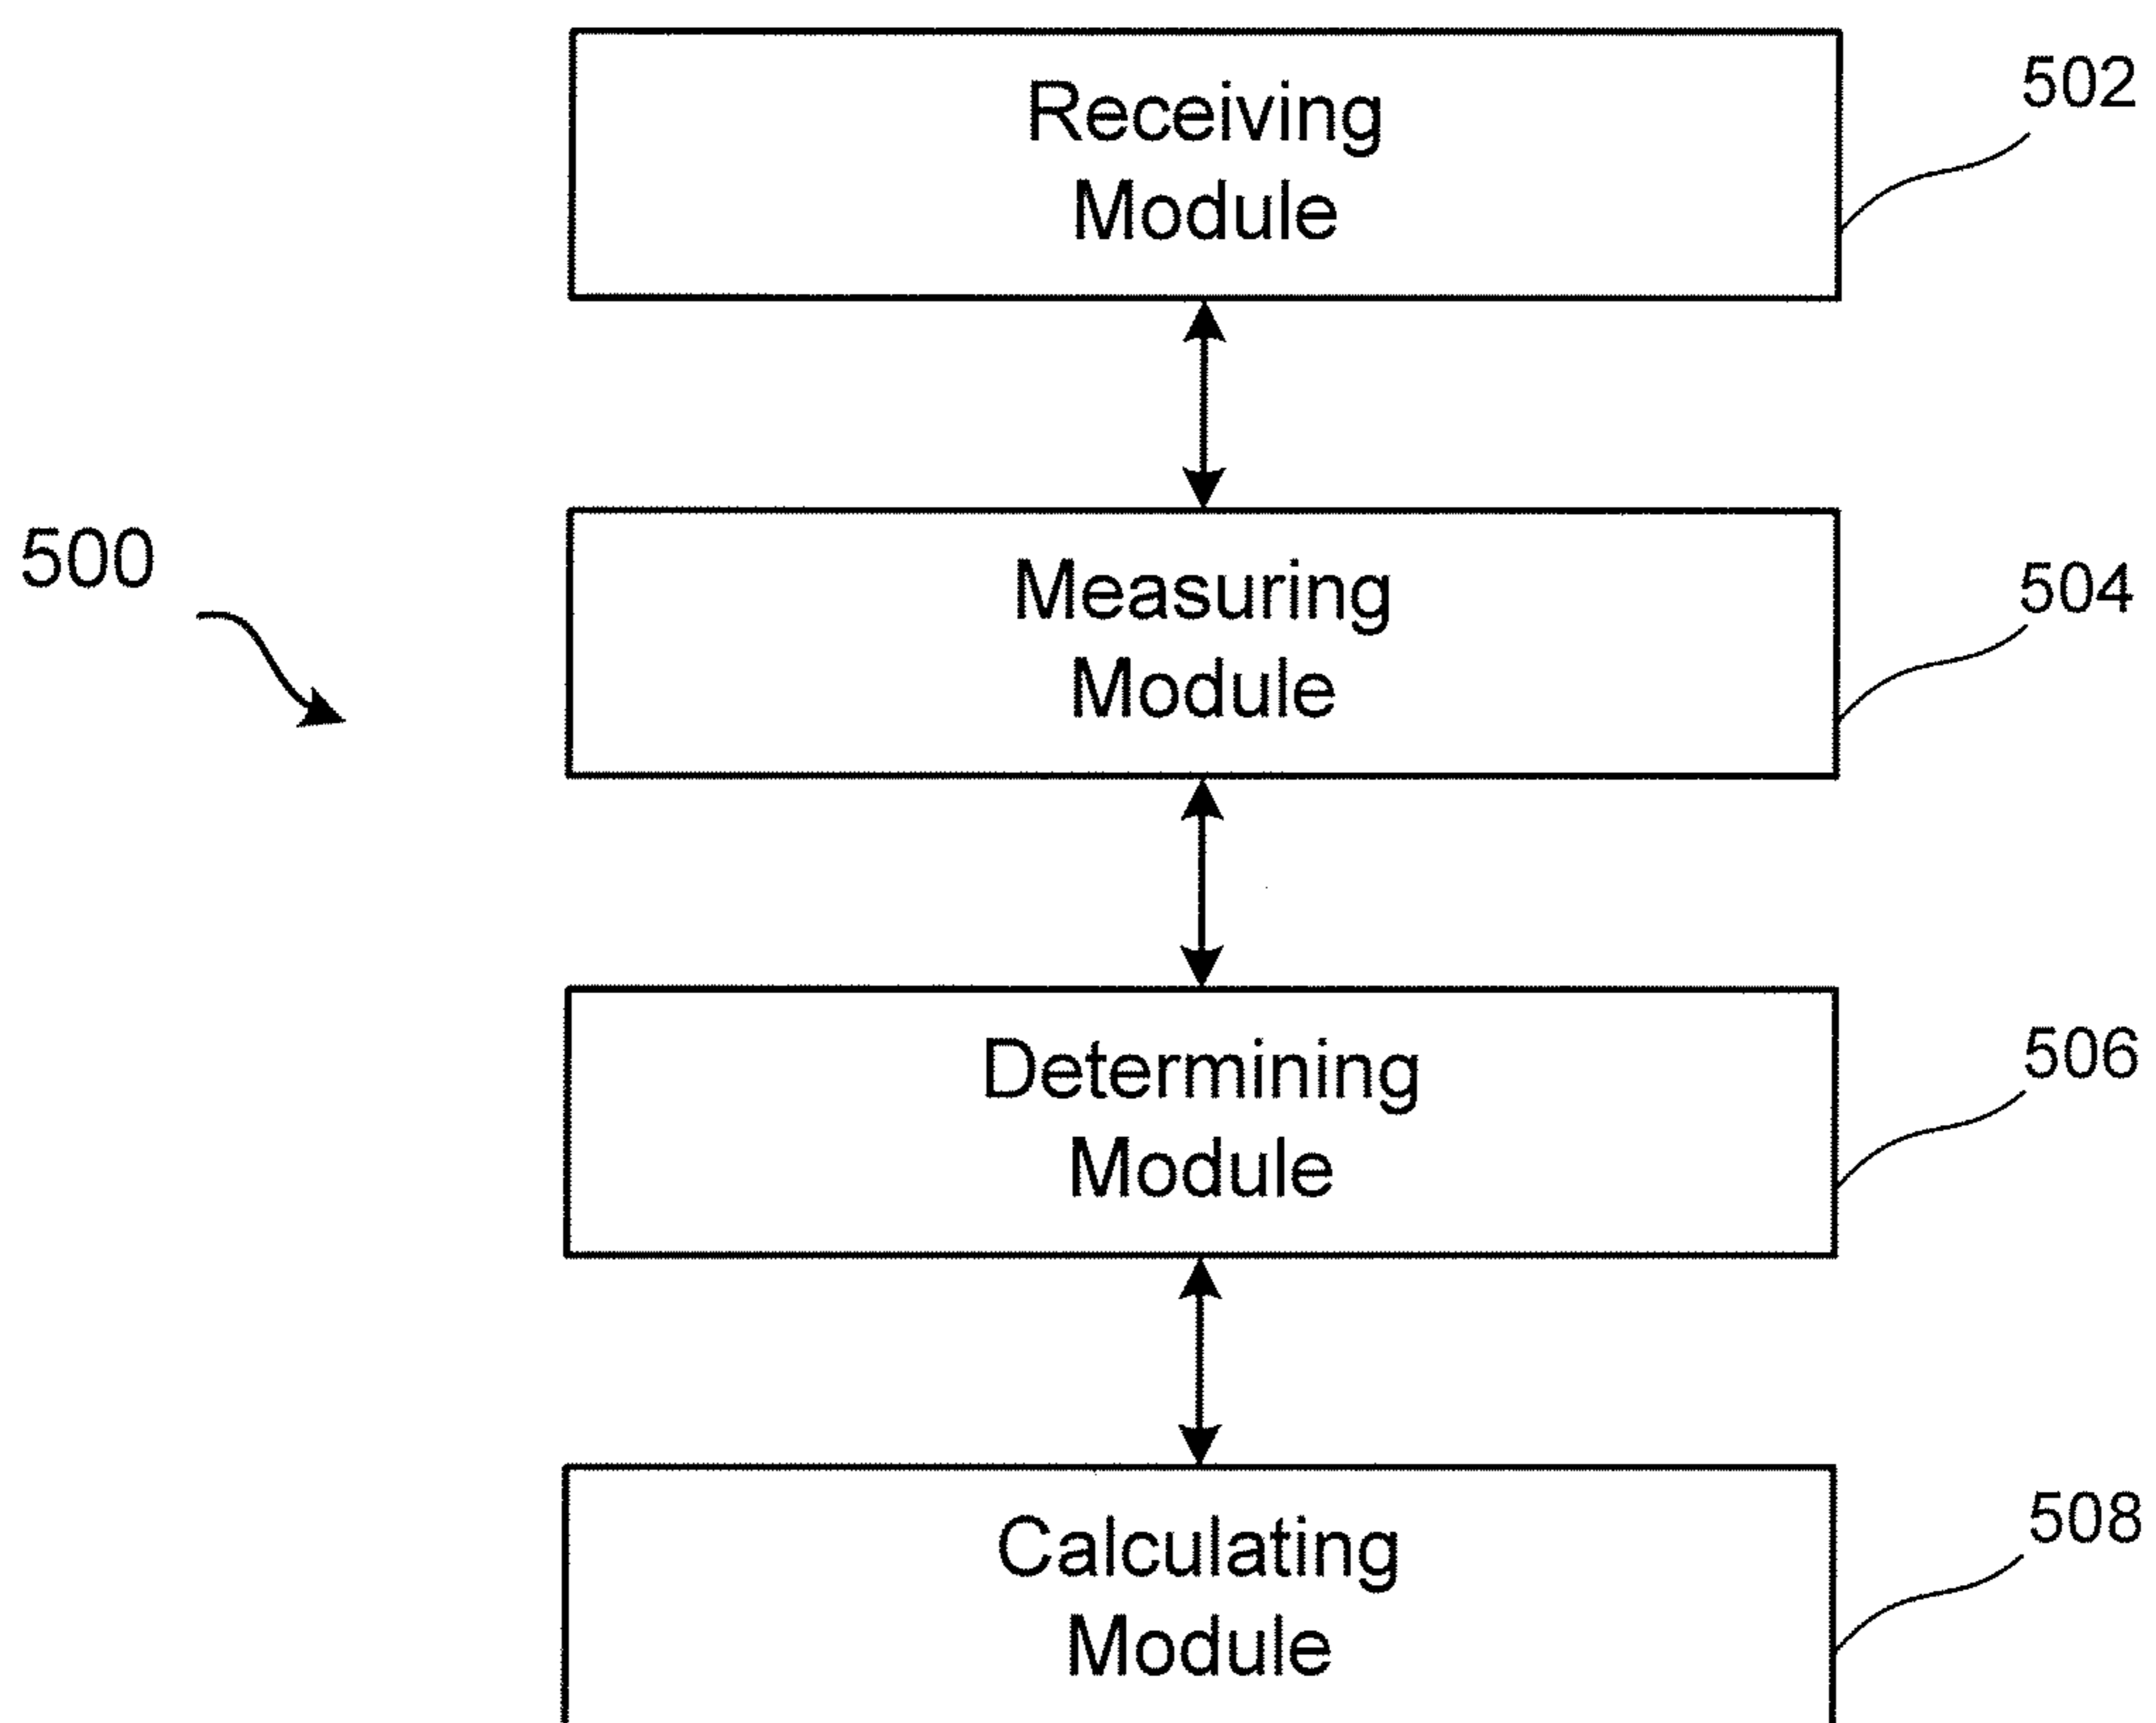 Receiving
Module
502
500
Measuring
Module
504
Determining
Module
506
Calculating
Module
508